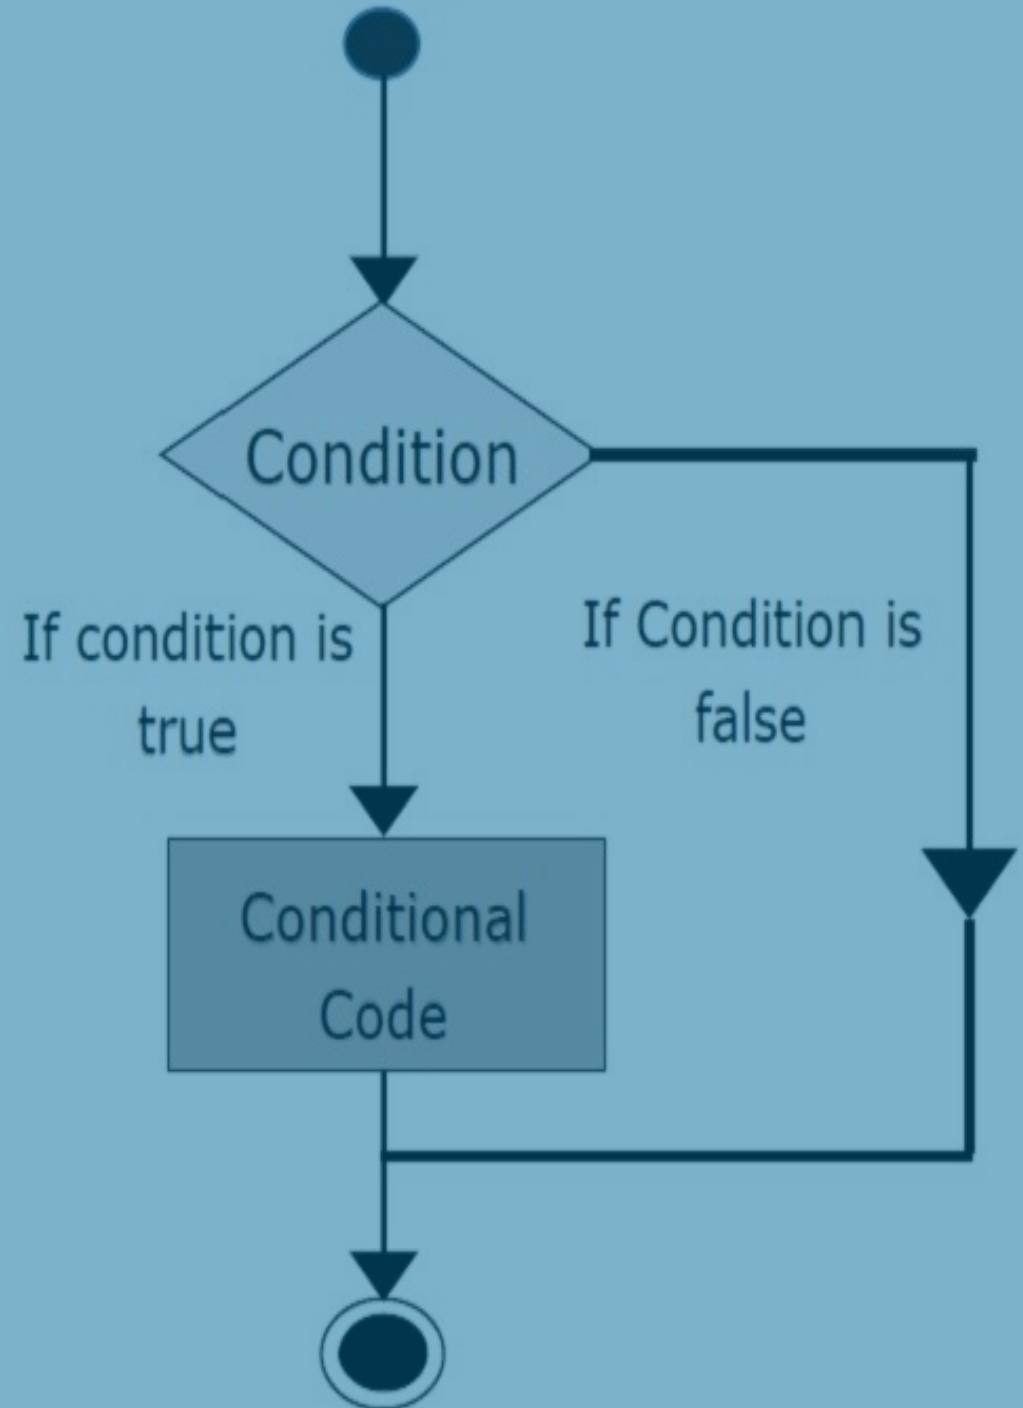 Condition
If condition is
true
If Condition is
false
Conditional
Code